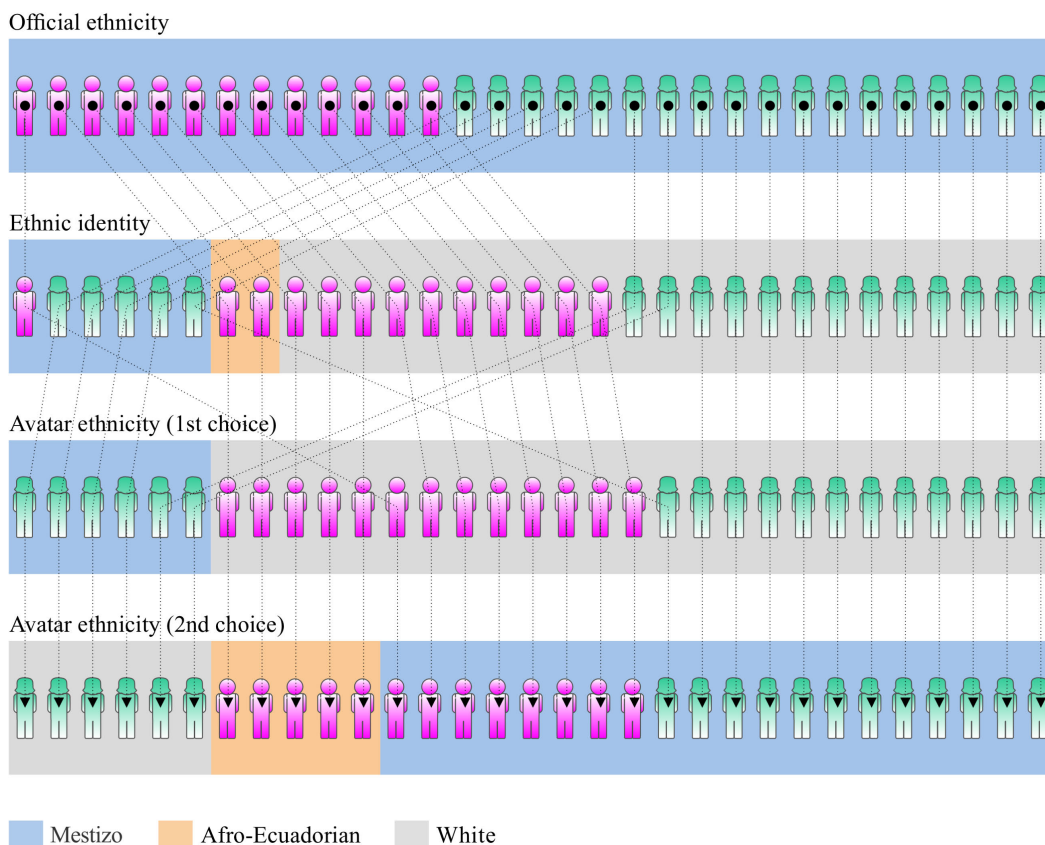 Official ethnicity
Ethnic identity
Avatar ethnicity (1st choice)
Avatar ethnicity (2nd choice)
Mestizo Afro-Ecuadorian White